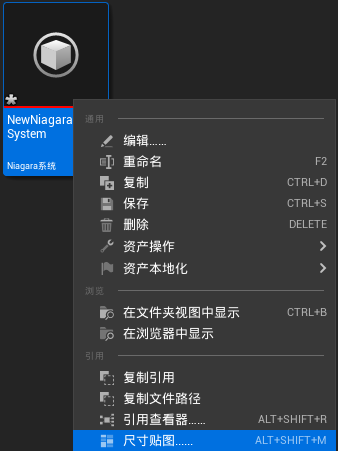 NewNiagara
System
Niagara系统
通用
编辑......
重命名 F2
复制 CTRL+D
保存 CTRL+S
删除 DELETE
资产操作
资产本地化
浏览
在文件夹视图中显示 CTRL+B
在浏览器中显示
引用
复制引用
复制文件路径
引用查看器...... ALT+SHIFT+R
尺寸贴图...... ALT+SHIFT+M